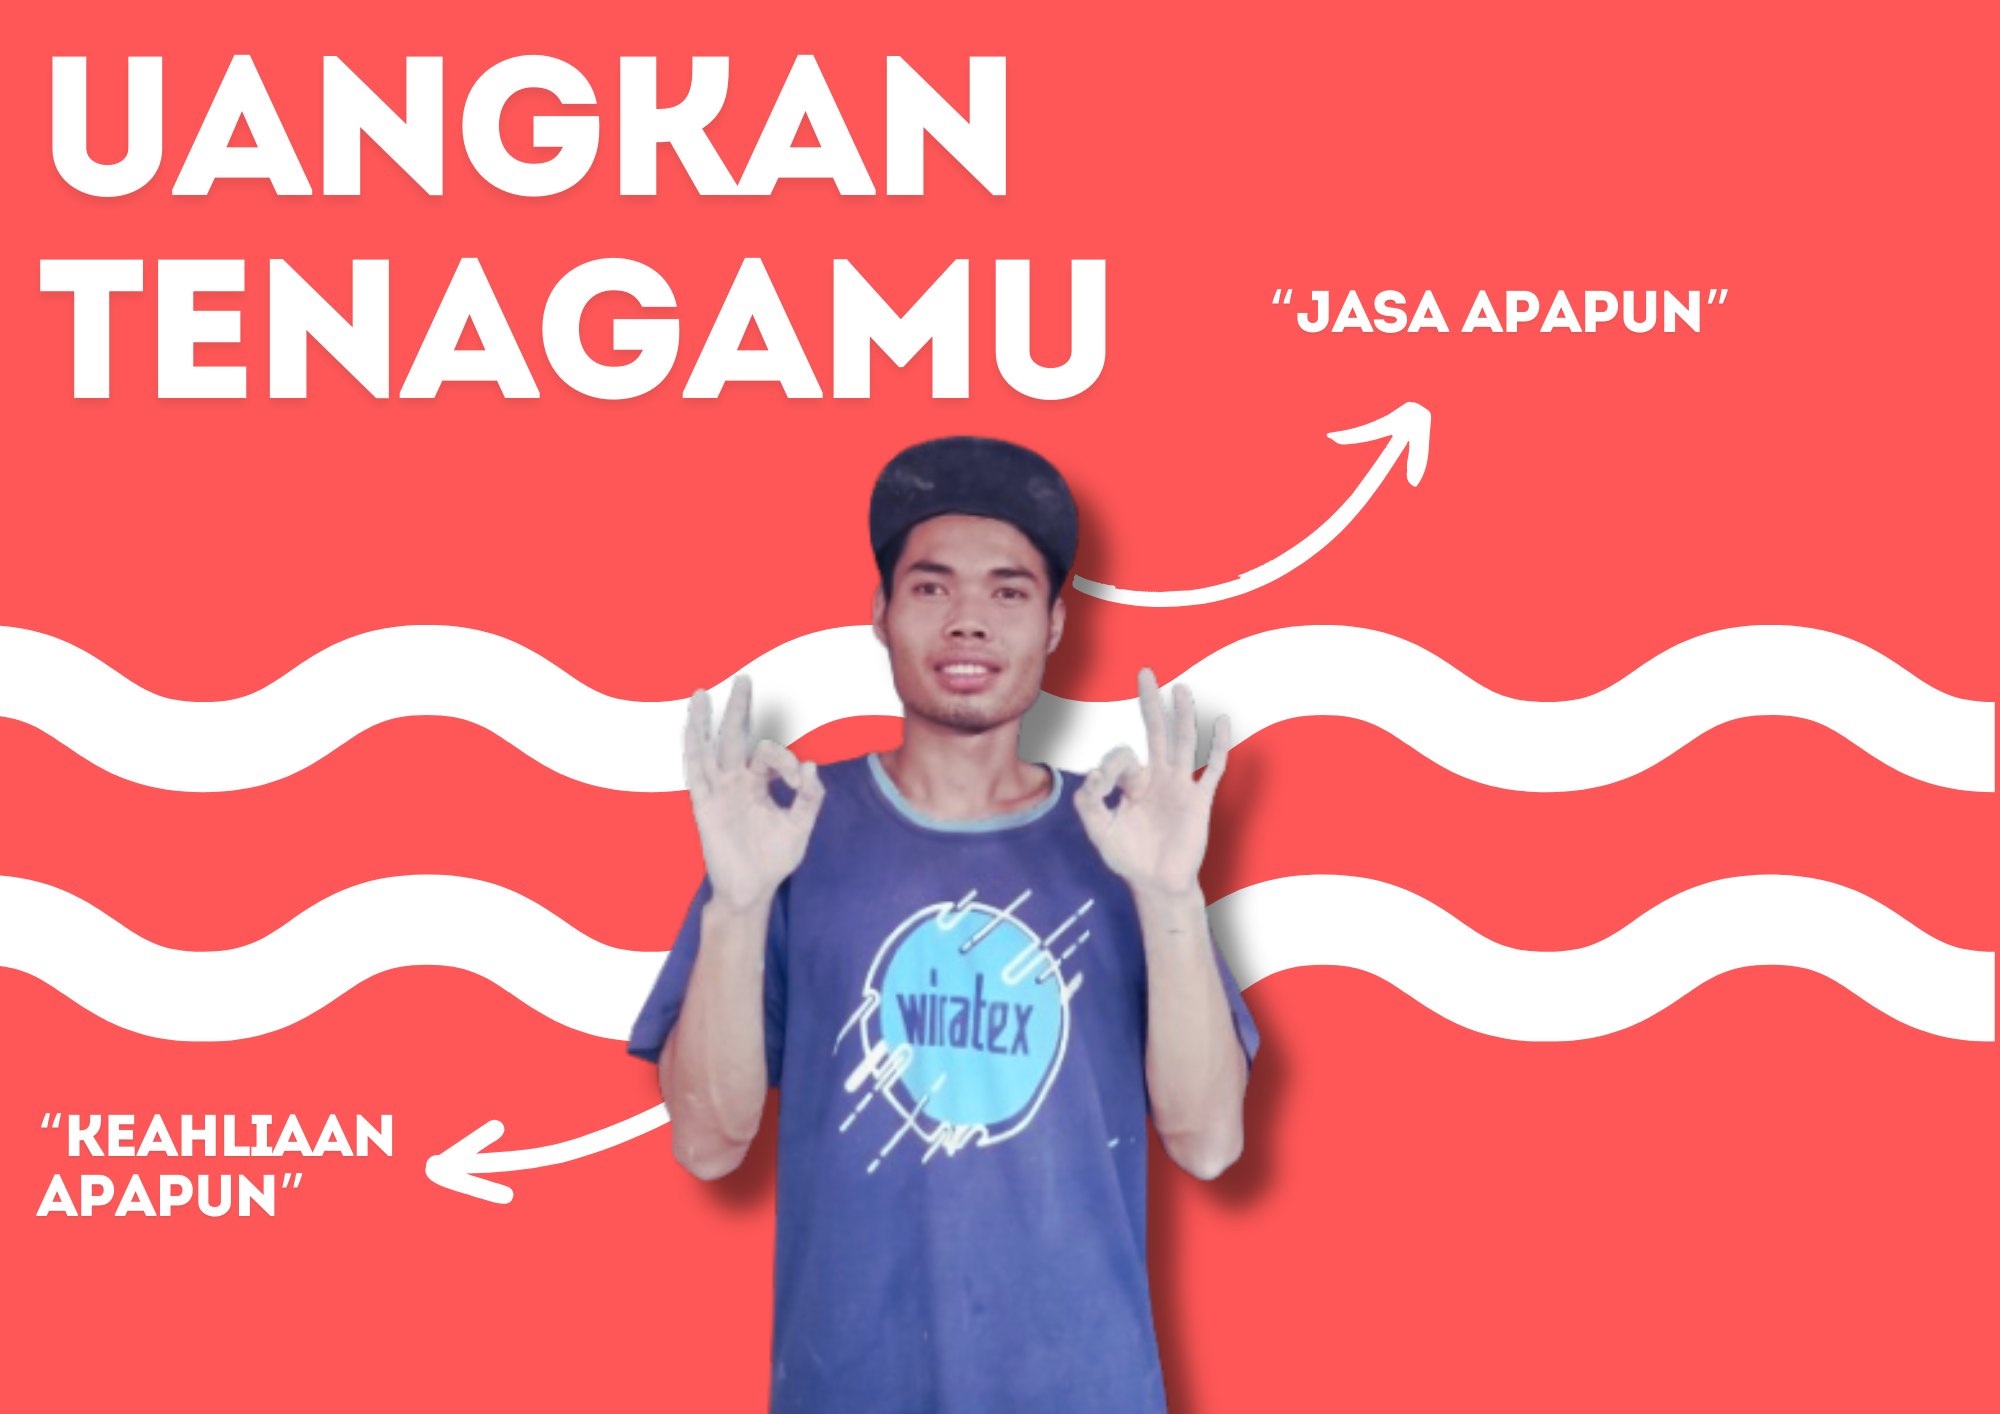 UANGKAN
TENAGAMU
“JASA APAPUN”
wiratex
“KEAHLIAAN
APAPUN”